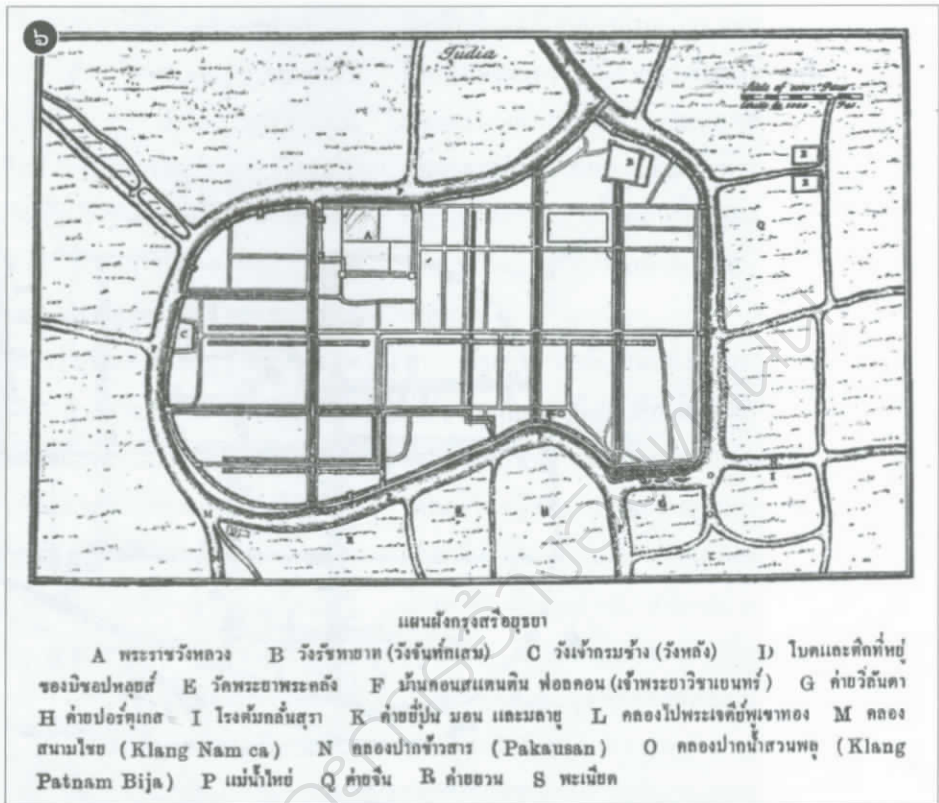 ๖
Iudia
Scale of 1000 Paces
A
B
C
แผนผังกรุงศรีอยุธยา
A พระราชวังหลวง B วังรัชทายาท (วังจันทกเสม) C วังเจ้ากรมช้าง (วังหลัง) D โบสถ์และตึกที่หยู่
ของบิชอปหลุยส์ E วัดพระยาพระคลัง F บ้านคอนสแตนติน ฟอลคอน (เจ้าพระยาวิชาเยนทร์) G ค่ายวิลันดา
H ค่ายปอร์ตุเกส I โรงต้มกลั่นสุรา K ค่ายยี่ปุ่น มอน และมลายู L คลองไปพระเจดีย์พูเขาทอง M คลอง
สนามไชย (Klang Nam ca) N คลองปากข้าวสาร (Pakausan) O คลองปากน้ำสวนพลู (Klang
Patnam Bija) P แม่น้ำไหย่ Q ค่ายจีน R ค่ายยวน S พะเนียด